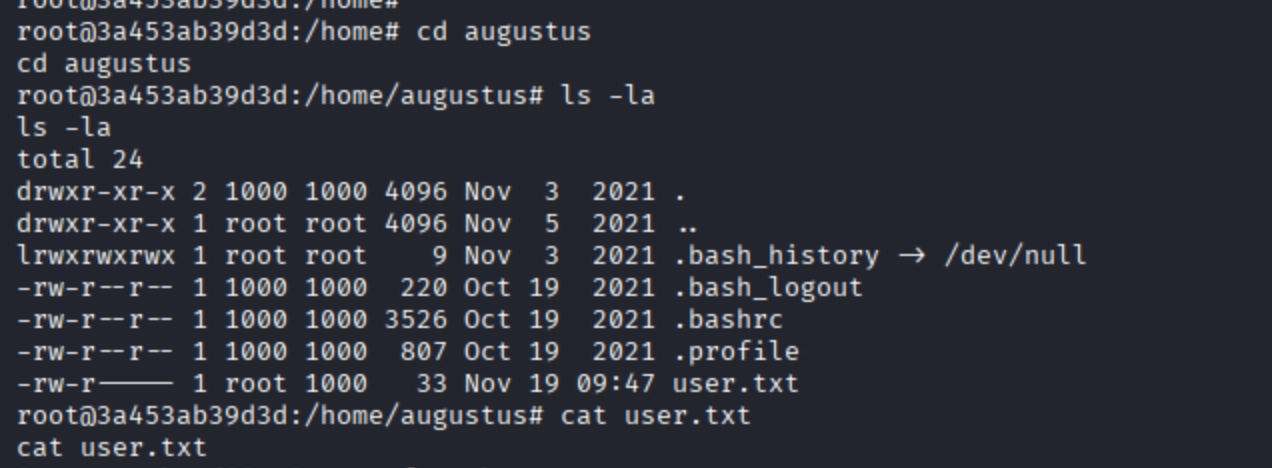 root@3a453ab39d3d:/home#
root@3a453ab39d3d:/home# cd augustus
cd augustus
root@3a453ab39d3d:/home/augustus# ls -la
ls -la
total 24
drwxr-xr-x 2 1000 1000 4096 Nov  3  2021 .
drwxr-xr-x 1 root root 4096 Nov  5  2021 ..
lrwxrwxrwx 1 root root    9 Nov  3  2021 .bash_history -> /dev/null
-rw-r--r-- 1 1000 1000  220 Oct 19  2021 .bash_logout
-rw-r--r-- 1 1000 1000 3526 Oct 19  2021 .bashrc
-rw-r--r-- 1 1000 1000  807 Oct 19  2021 .profile
-rw-r----- 1 root 1000   33 Nov 19 09:47 user.txt
root@3a453ab39d3d:/home/augustus# cat user.txt
cat user.txt